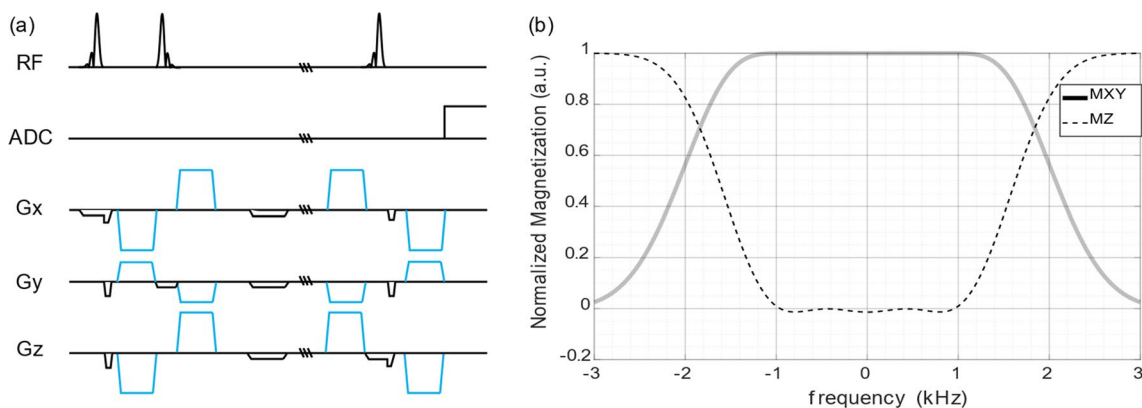 (a)
RF
ADC
Gx
Gy
Gz
(b)
Normalized Magnetization (a.u.)
1
0.8
0.6
0.4
0.2
0
-0.2
-3
-2
-1
0
1
2
3
frequency (kHz)
MXY
MZ